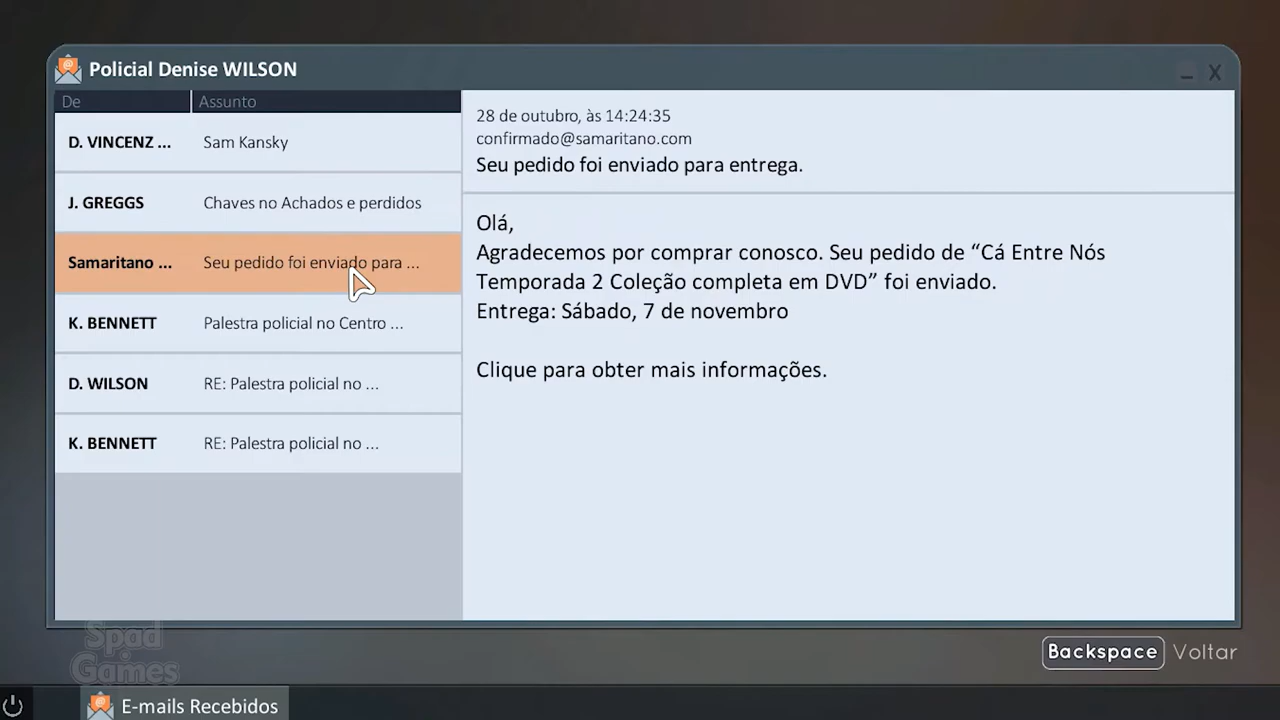 Policial Denise WILSON
De Assunto
D. VINCENZ ... Sam Kansky
J. GREGGS Chaves no Achados e perdidos
Samaritano ... Seu pedido foi enviado para ...
K. BENNETT Palestra policial no Centro ...
D. WILSON RE: Palestra policial no ...
K. BENNETT RE: Palestra policial no ...
28 de outubro, às 14:24:35
confirmado@samaritano.com
Seu pedido foi enviado para entrega.
Olá,
Agradecemos por comprar conosco. Seu pedido de “Cá Entre Nós
Temporada 2 Coleção completa em DVD” foi enviado.
Entrega: Sábado, 7 de novembro
Clique para obter mais informações.
Spad
Games
Backspace Voltar
E-mails Recebidos